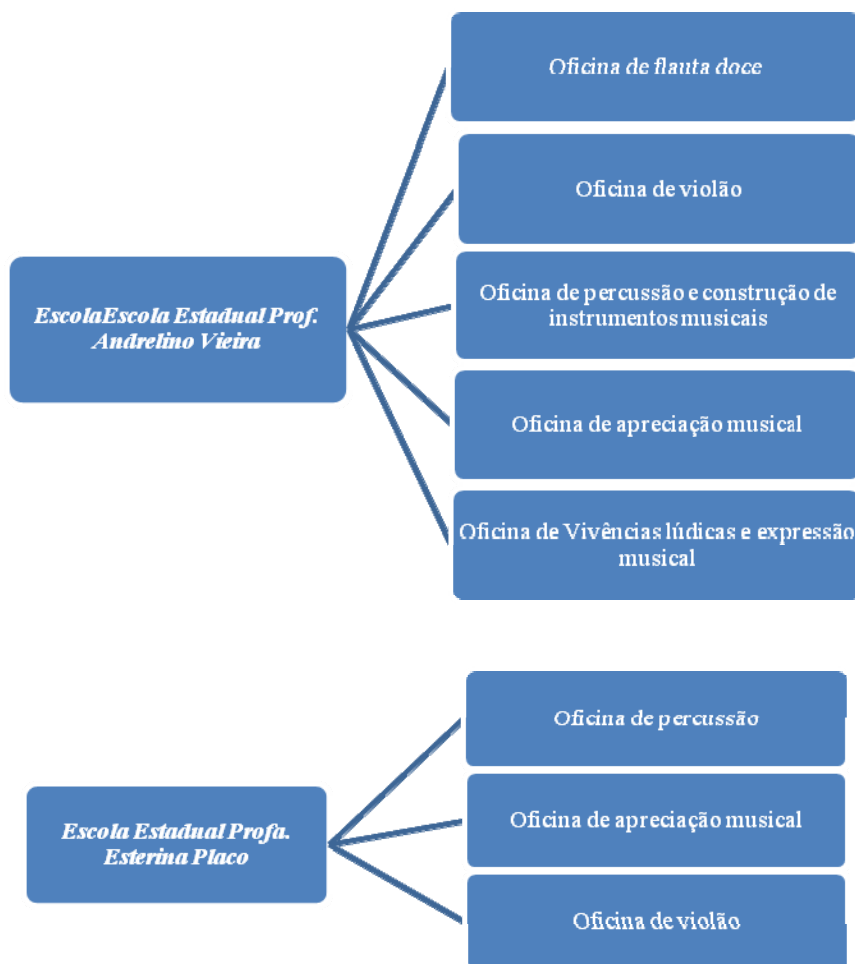 Oficina de flauta doce
Oficina de violão
EscolaEscola Estadual Prof.
Andrelino Vieira
Oficina de percussão e construção de
instrumentos musicais
Oficina de apreciação musical
Oficina de Vivências lúdicas e expressão
musical
Escola Estadual Profa.
Esterina Placo
Oficina de percussão
Oficina de apreciação musical
Oficina de violão